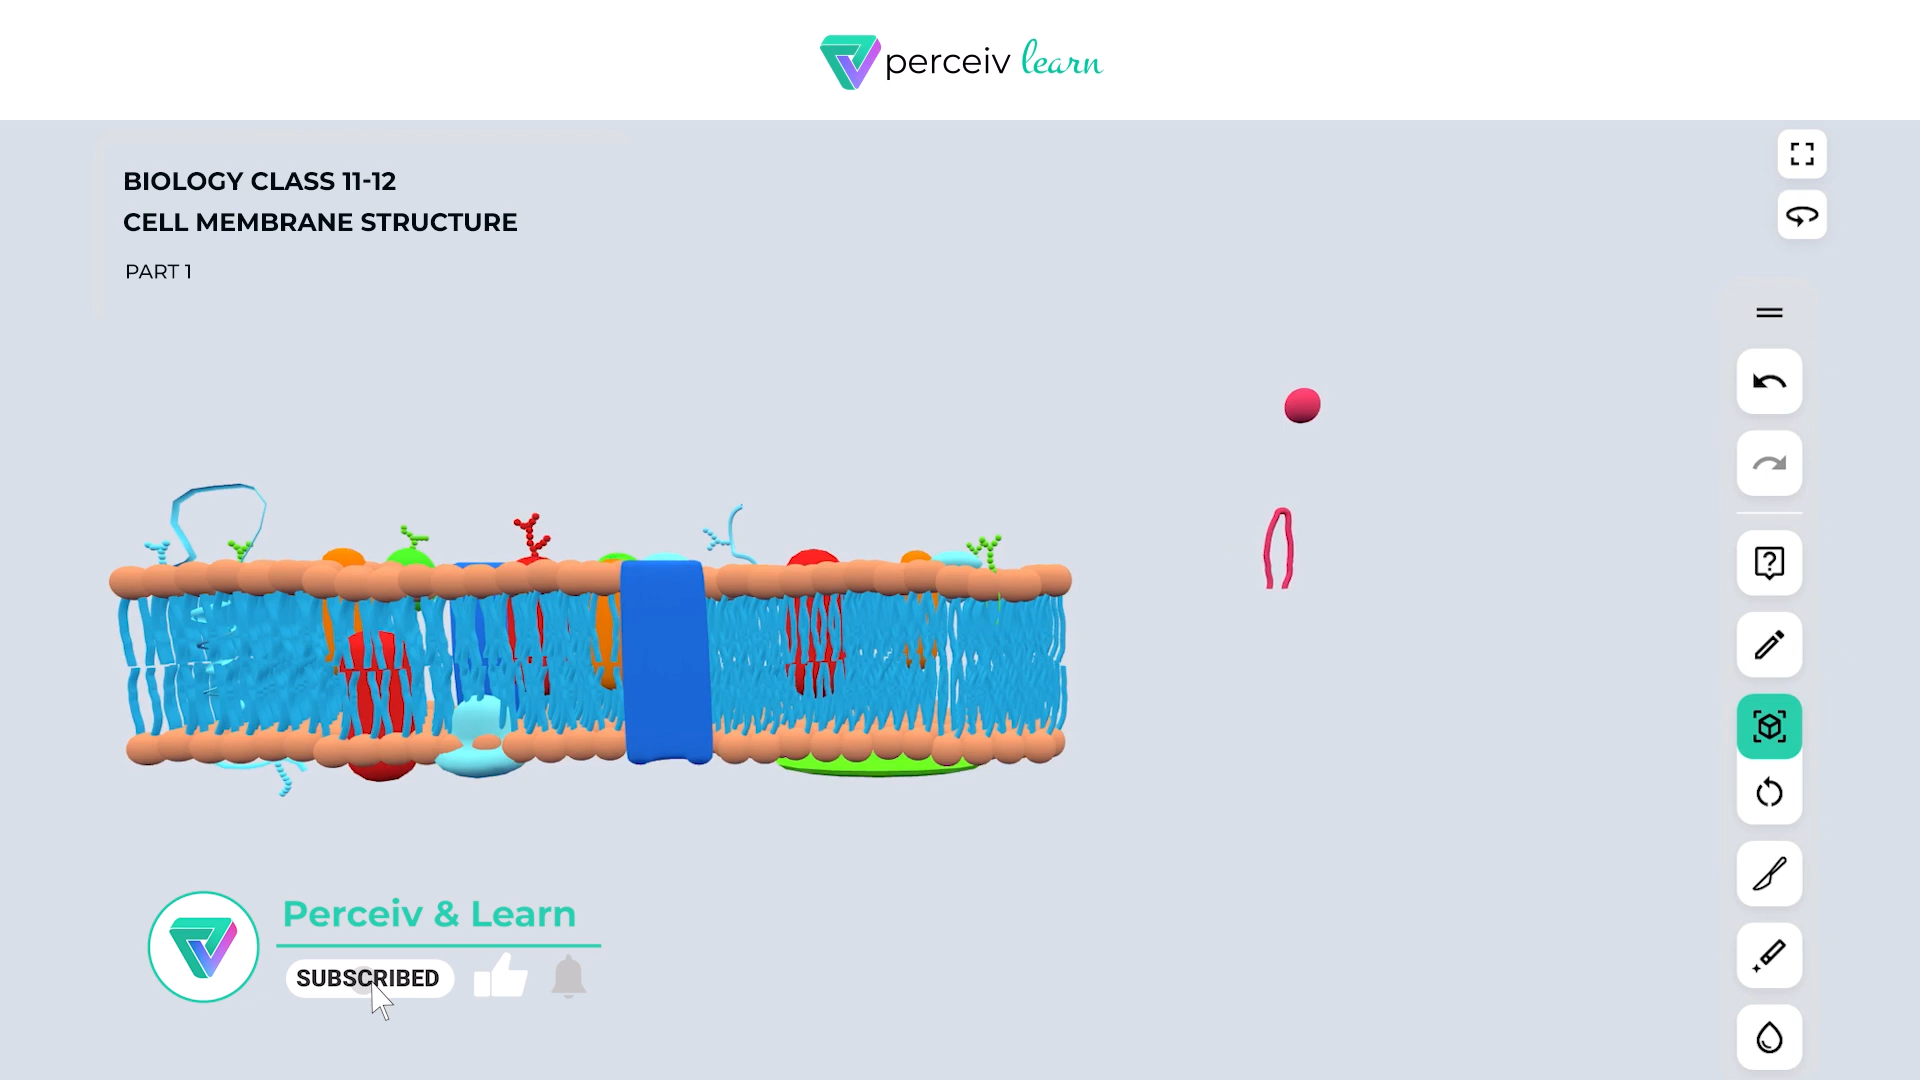 perceiv learn
BIOLOGY CLASS 11-12
CELL MEMBRANE STRUCTURE
PART 1
Perceiv & Learn
SUBSCRIBED